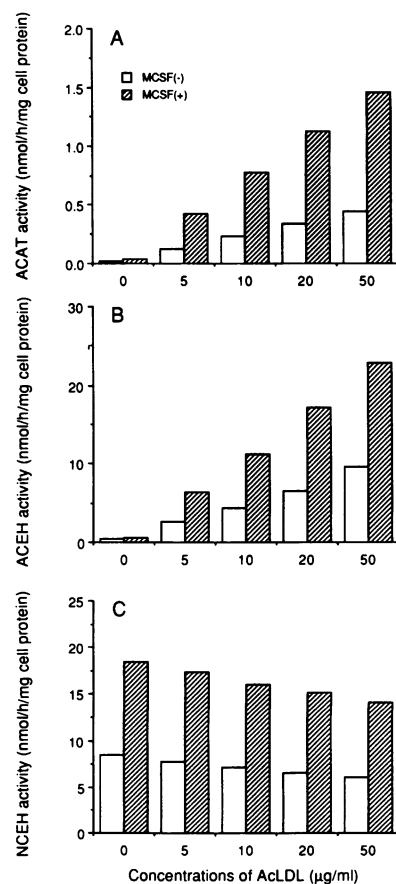 A
MCSF(-)
MCSF(+)
ACAT activity (nmol/h/mg cell protein)
2.0
1.5
1.0
0.5
0.0
0 5 10 20 50
B
ACEH activity (nmol/h/mg cell protein)
30
20
10
0
0 5 10 20 50
C
NCEH activity (nmol/h/mg cell protein)
25
20
15
10
5
0
0 5 10 20 50
Concentrations of AcLDL (µg/ml)